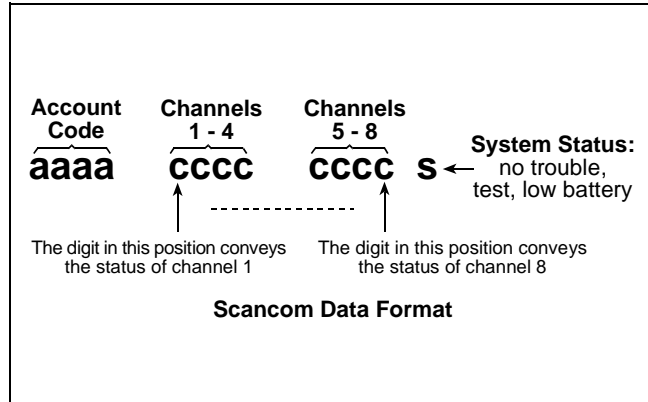 Account Code
Channels 1 - 4
Channels 5 - 8
aaaa cccc cccc s
System Status:
no trouble,
test, low battery
The digit in this position conveys
the status of channel 1
The digit in this position conveys
the status of channel 8
Scancom Data Format